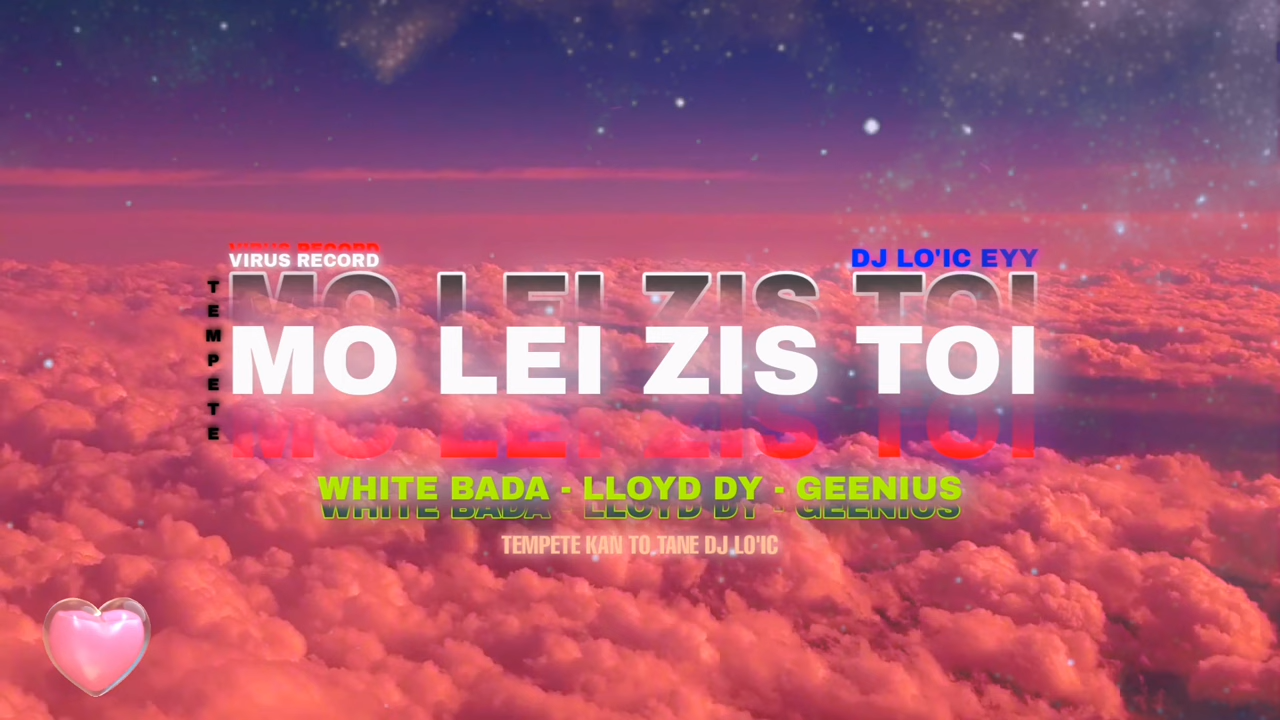 VIRUS RECORD
DJ LO'IC EYY
TEMPETE
MO LEI ZIS TOI
WHITE BADA - LLOYD DY - GEENIUS
TEMPETE KAN TO TANE DJ LO'IC